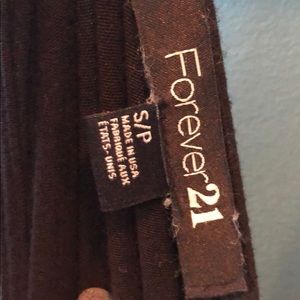 Forever21
S/P
MADE IN USA
FABRIQUÉ AUX
ÉTATS-UNIS